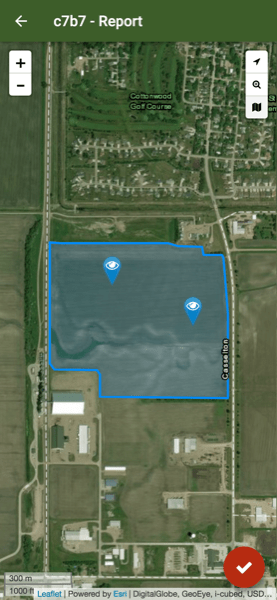 c7b7 - Report
+
−
Cottonwood
Golf Course
Casselton
300 m
1000 ft
Leaflet | Powered by Esri | DigitalGlobe, GeoEye, i-cubed, USD...